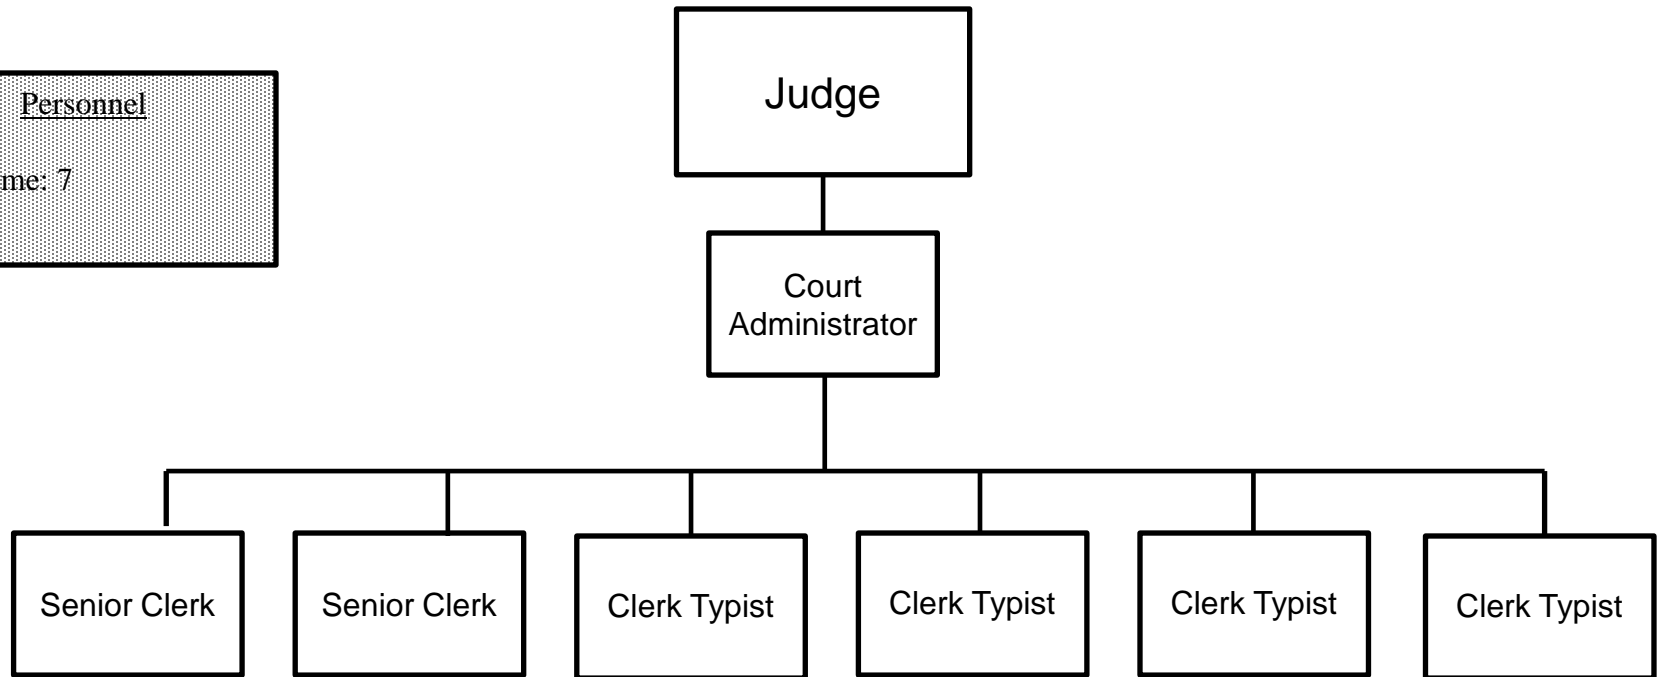 Judge
Personnel
me: 7
Court
Administrator
Senior Clerk
Senior Clerk
Clerk Typist
Clerk Typist
Clerk Typist
Clerk Typist